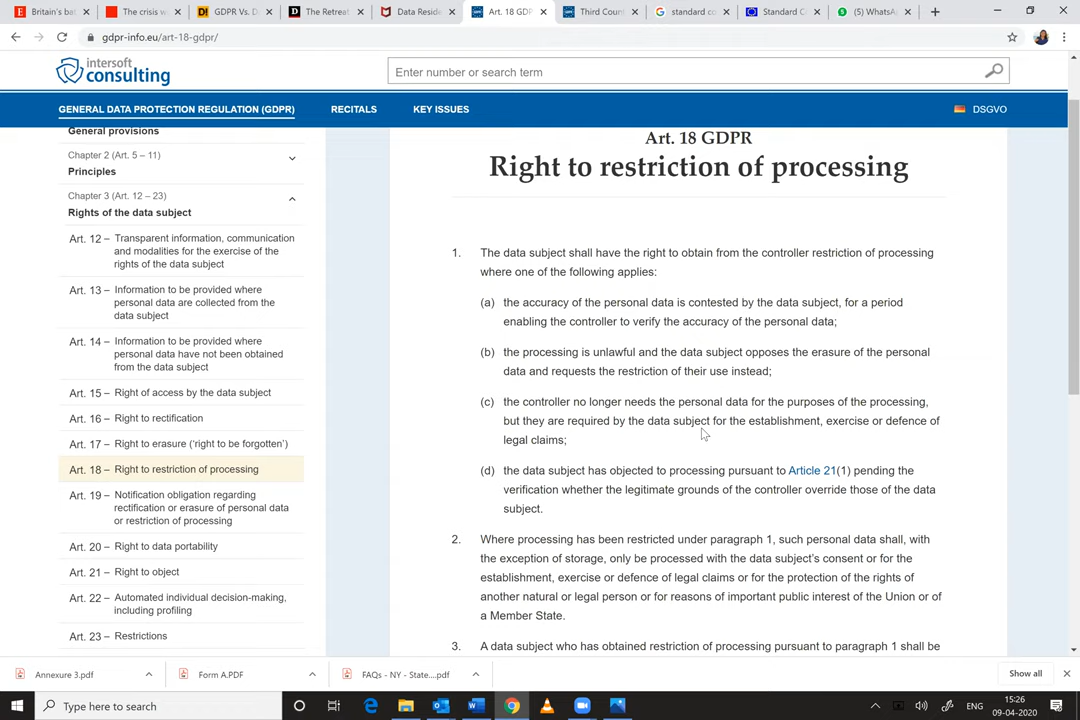 Britain's bat
The crisis w
GDPR Vs. D
The Retreat
Data Reside
Art. 18 GDP
Third Count
standard co
Standard C
(5) WhatsA
gdpr-info.eu/art-18-gdpr/
intersoft
consulting
Enter number or search term
GENERAL DATA PROTECTION REGULATION (GDPR)
RECITALS
KEY ISSUES
DSGVO
General provisions
Chapter 2 (Art. 5 – 11)
Principles
Chapter 3 (Art. 12 – 23)
Rights of the data subject
Art. 12 – Transparent information, communication
and modalities for the exercise of the
rights of the data subject
Art. 13 – Information to be provided where
personal data are collected from the
data subject
Art. 14 – Information to be provided where
personal data have not been obtained
from the data subject
Art. 15 – Right of access by the data subject
Art. 16 – Right to rectification
Art. 17 – Right to erasure ('right to be forgotten')
Art. 18 – Right to restriction of processing
Art. 19 – Notification obligation regarding
rectification or erasure of personal data
or restriction of processing
Art. 20 – Right to data portability
Art. 21 – Right to object
Art. 22 – Automated individual decision-making,
including profiling
Art. 23 – Restrictions
Art. 18 GDPR
Right to restriction of processing
1. The data subject shall have the right to obtain from the controller restriction of processing
where one of the following applies:
(a) the accuracy of the personal data is contested by the data subject, for a period
enabling the controller to verify the accuracy of the personal data;
(b) the processing is unlawful and the data subject opposes the erasure of the personal
data and requests the restriction of their use instead;
(c) the controller no longer needs the personal data for the purposes of the processing,
but they are required by the data subject for the establishment, exercise or defence of
legal claims;
(d) the data subject has objected to processing pursuant to Article 21(1) pending the
verification whether the legitimate grounds of the controller override those of the data
subject.
2. Where processing has been restricted under paragraph 1, such personal data shall, with
the exception of storage, only be processed with the data subject's consent or for the
establishment, exercise or defence of legal claims or for the protection of the rights of
another natural or legal person or for reasons of important public interest of the Union or of
a Member State.
3. A data subject who has obtained restriction of processing pursuant to paragraph 1 shall be
Annexure 3.pdf
Form A.PDF
FAQs - NY - State....pdf
Show all
Type here to search
ENG
15:26
09-04-2020